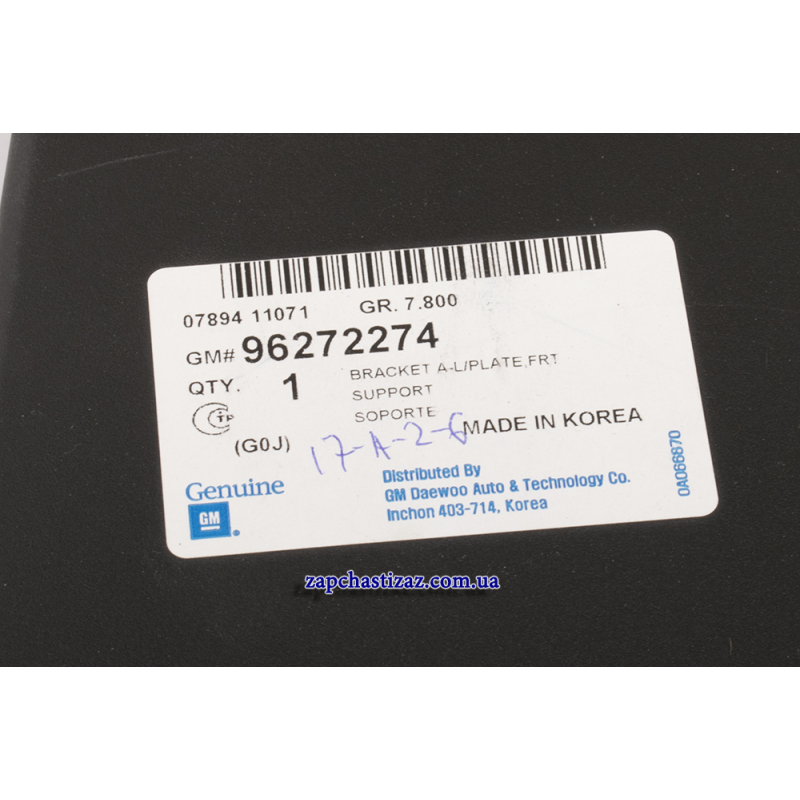 07894 11071 GR. 7.800
GM# 96272274
QTY. 1 BRACKET A-L/PLATE,FRT
SUPPORT
SOPORTE
MADE IN KOREA
(G0J)
17-A-2-6
Genuine
GM
Distributed By
GM Daewoo Auto & Technology Co.
Inchon 403-714, Korea
0A066870
zapchastizaz.com.ua